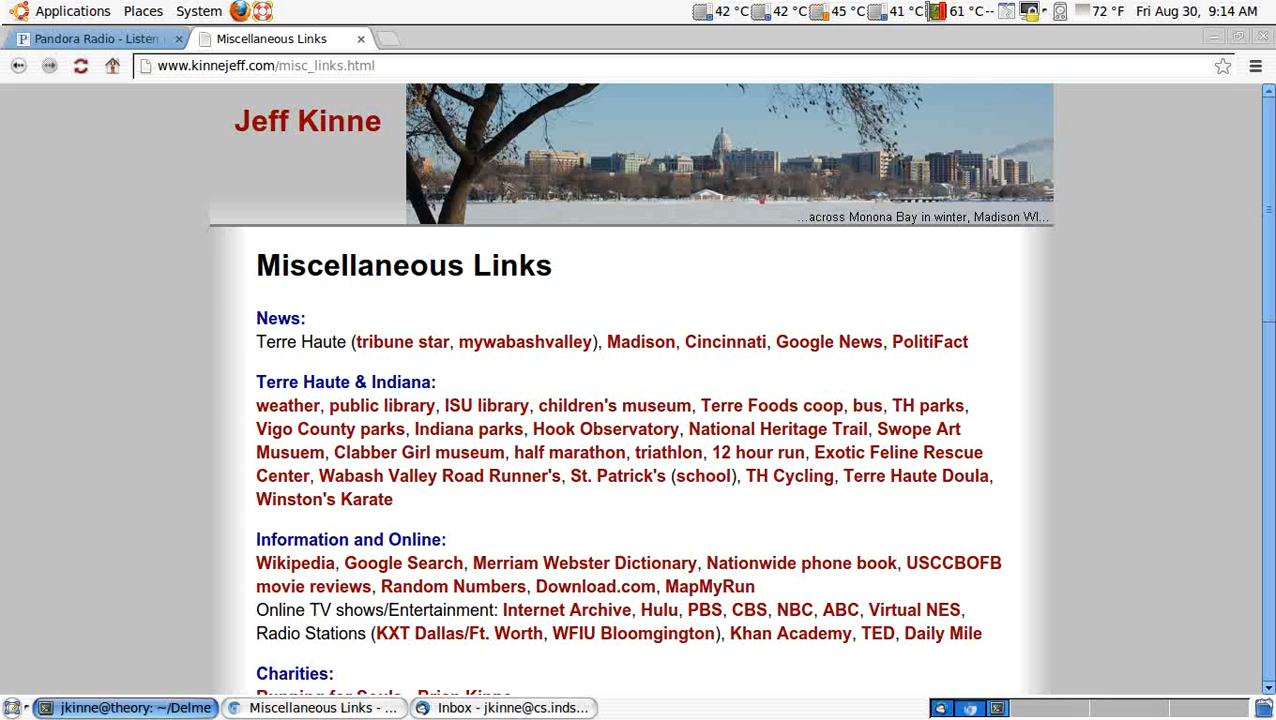 Applications Places System 42 °C 42 °C 45 °C 41 °C 61 °C -- 72 °F Fri Aug 30, 9:14 AM
Pandora Radio - Listen Miscellaneous Links
www.kinnejeff.com/misc_links.html
Jeff Kinne
...across Monona Bay in winter, Madison WI...
Miscellaneous Links
News:
Terre Haute (tribune star, mywabashvalley), Madison, Cincinnati, Google News, PolitiFact
Terre Haute & Indiana:
weather, public library, ISU library, children's museum, Terre Foods coop, bus, TH parks,
Vigo County parks, Indiana parks, Hook Observatory, National Heritage Trail, Swope Art
Musuem, Clabber Girl museum, half marathon, triathlon, 12 hour run, Exotic Feline Rescue
Center, Wabash Valley Road Runner's, St. Patrick's (school), TH Cycling, Terre Haute Doula,
Winston's Karate
Information and Online:
Wikipedia, Google Search, Merriam Webster Dictionary, Nationwide phone book, USCCBOFB
movie reviews, Random Numbers, Download.com, MapMyRun
Online TV shows/Entertainment: Internet Archive, Hulu, PBS, CBS, NBC, ABC, Virtual NES,
Radio Stations (KXT Dallas/Ft. Worth, WFIU Bloomgington), Khan Academy, TED, Daily Mile
Charities:
Running for Souls - Brian Kinne
jkinne@theory: ~/Delme Miscellaneous Links - ... Inbox - jkinne@cs.inds...